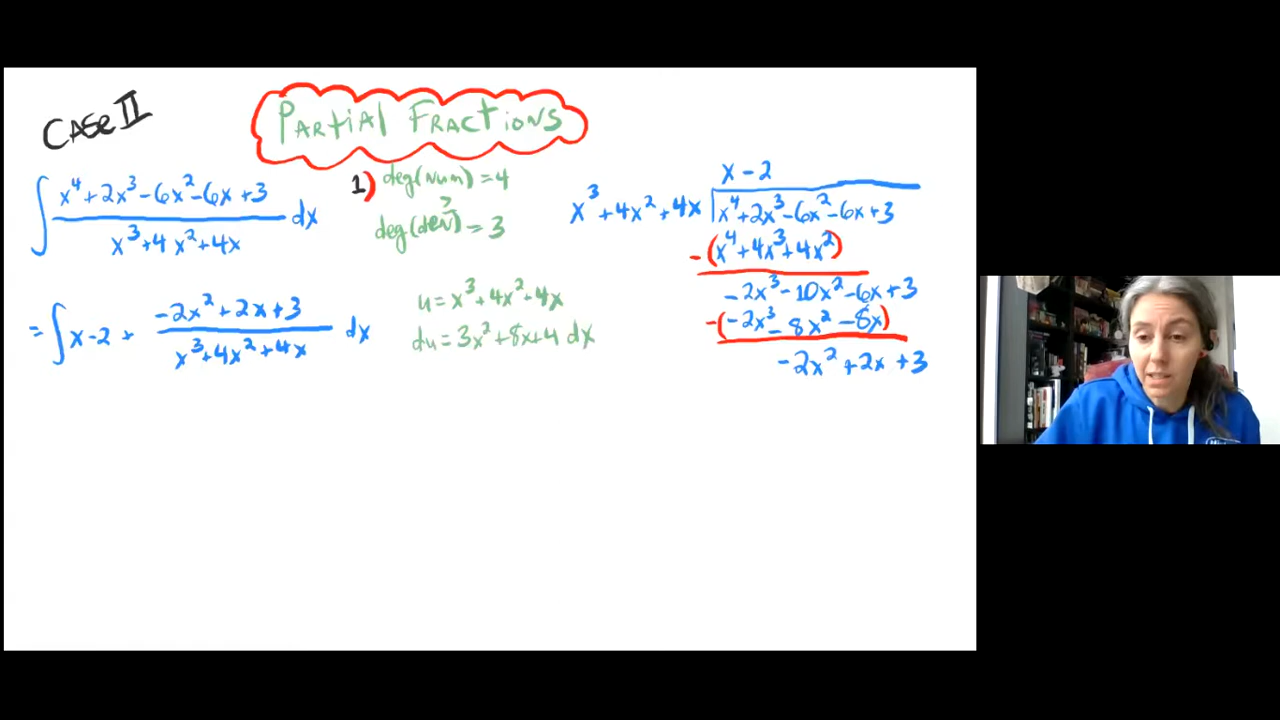 CASE II
PARTIAL FRACTIONS
∫ x⁴+2x³-6x²-6x+3 / x³+4x²+4x dx
1) deg(num) = 4
deg(den) = 3
>
= ∫ x-2 + -2x²+2x+3 / x³+4x²+4x dx
u = x³+4x²+4x
du = 3x²+8x+4 dx
x-2
x³+4x²+4x | x⁴+2x³-6x²-6x+3
-(x⁴+4x³+4x²)
-2x³-10x²-6x+3
-(-2x³-8x²-8x)
-2x²+2x+3